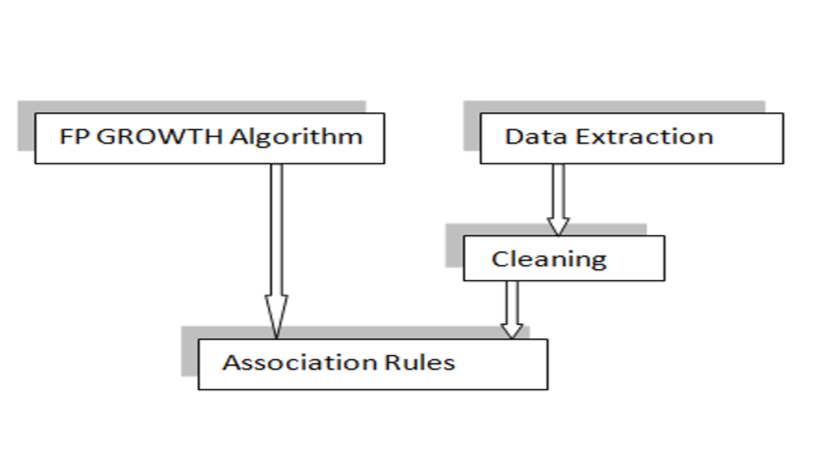 FP GROWTH Algorithm
Data Extraction
Cleaning
Association Rules